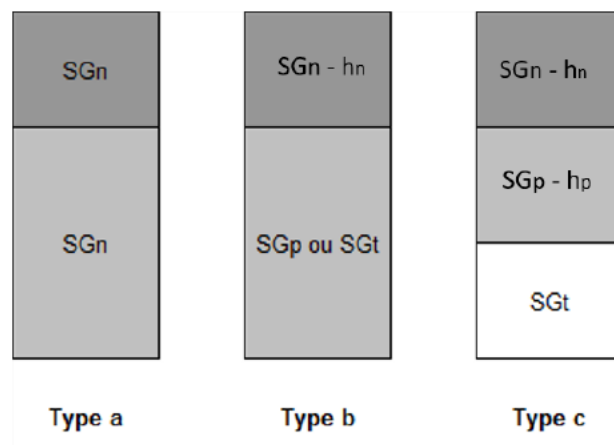 SGn
SGn - hn
SGn - hn
SGp - hp
SGn
SGp ou SGt
SGt
Type a
Type b
Type c